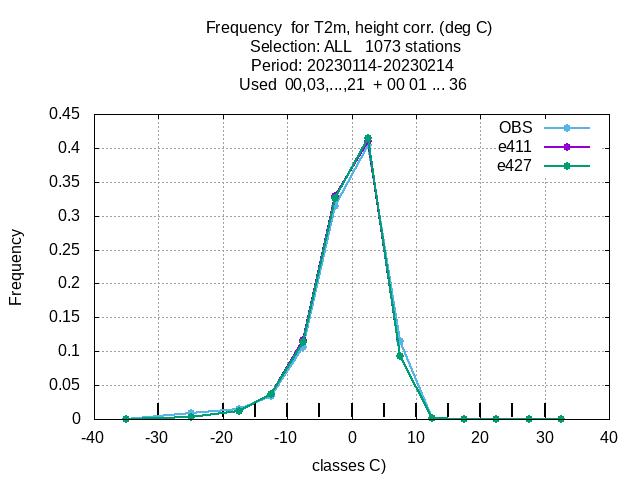 Frequency  for T2m, height corr. (deg C)
Selection: ALL   1073 stations
Period: 20230114-20230214
Used  00,03,...,21  + 00 01 ... 36
OBS
e411
e427
Frequency
0.45
0.4
0.35
0.3
0.25
0.2
0.15
0.1
0.05
0
-40 -30 -20 -10 0 10 20 30 40
classes C)